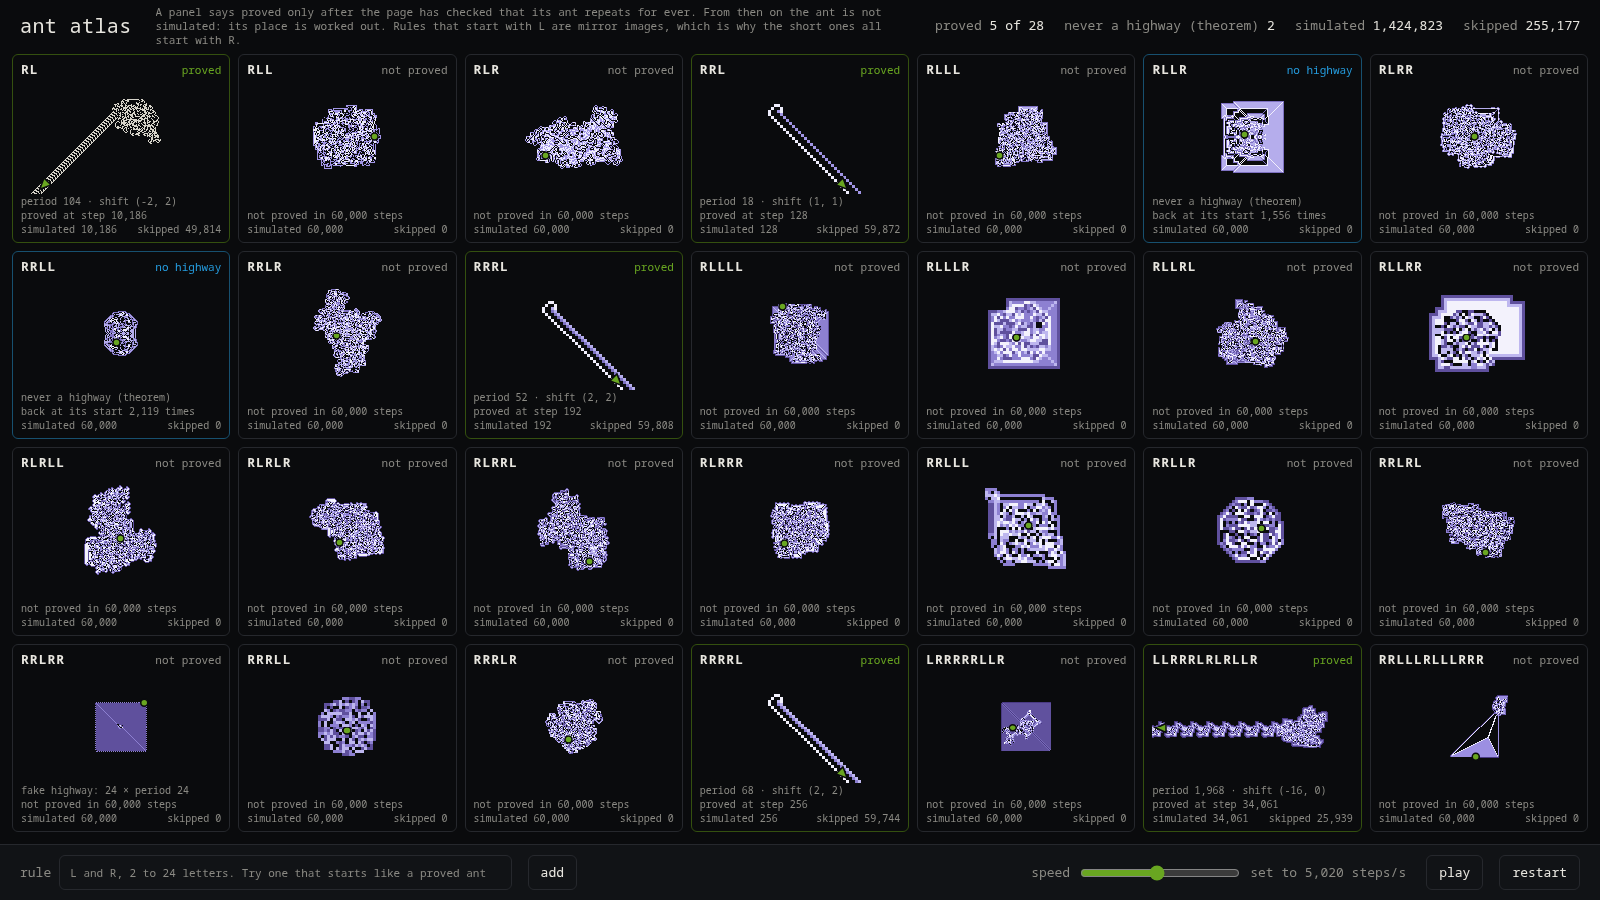 ant atlas
A panel says proved only after the page has checked that its ant repeats for ever. From then on the ant is not
simulated: its place is worked out. Rules that start with L are mirror images, which is why the short ones all
start with R.
proved 5 of 28 never a highway (theorem) 2 simulated 1,424,823 skipped 255,177
RL proved
period 104 · shift (-2, 2)
proved at step 10,186
simulated 10,186 skipped 49,814
RLL not proved
not proved in 60,000 steps
simulated 60,000 skipped 0
RLR not proved
not proved in 60,000 steps
simulated 60,000 skipped 0
RRL proved
period 18 · shift (1, 1)
proved at step 128
simulated 128 skipped 59,872
RLLL not proved
not proved in 60,000 steps
simulated 60,000 skipped 0
RLLR no highway
never a highway (theorem)
back at its start 1,556 times
simulated 60,000 skipped 0
RLRR not proved
not proved in 60,000 steps
simulated 60,000 skipped 0
RRLL no highway
never a highway (theorem)
back at its start 2,119 times
simulated 60,000 skipped 0
RRLR not proved
not proved in 60,000 steps
simulated 60,000 skipped 0
RRRL proved
period 52 · shift (2, 2)
proved at step 192
simulated 192 skipped 59,808
RLLLL not proved
not proved in 60,000 steps
simulated 60,000 skipped 0
RLLLR not proved
not proved in 60,000 steps
simulated 60,000 skipped 0
RLLRL not proved
not proved in 60,000 steps
simulated 60,000 skipped 0
RLLRR not proved
not proved in 60,000 steps
simulated 60,000 skipped 0
RLRLL not proved
not proved in 60,000 steps
simulated 60,000 skipped 0
RLRLR not proved
not proved in 60,000 steps
simulated 60,000 skipped 0
RLRRL not proved
not proved in 60,000 steps
simulated 60,000 skipped 0
RLRRR not proved
not proved in 60,000 steps
simulated 60,000 skipped 0
RRLLL not proved
not proved in 60,000 steps
simulated 60,000 skipped 0
RRLLR not proved
not proved in 60,000 steps
simulated 60,000 skipped 0
RRLRL not proved
not proved in 60,000 steps
simulated 60,000 skipped 0
RRLRR not proved
fake highway: 24 × period 24
not proved in 60,000 steps
simulated 60,000 skipped 0
RRRLL not proved
not proved in 60,000 steps
simulated 60,000 skipped 0
RRRLR not proved
not proved in 60,000 steps
simulated 60,000 skipped 0
RRRRL proved
period 68 · shift (2, 2)
proved at step 256
simulated 256 skipped 59,744
LRRRRRLLR not proved
not proved in 60,000 steps
simulated 60,000 skipped 0
LLRRRLRLRLLR proved
period 1,968 · shift (-16, 0)
proved at step 34,061
simulated 34,061 skipped 25,939
RRLLLRLLLRRR not proved
not proved in 60,000 steps
simulated 60,000 skipped 0
rule L and R, 2 to 24 letters. Try one that starts like a proved ant add speed set to 5,020 steps/s play restart